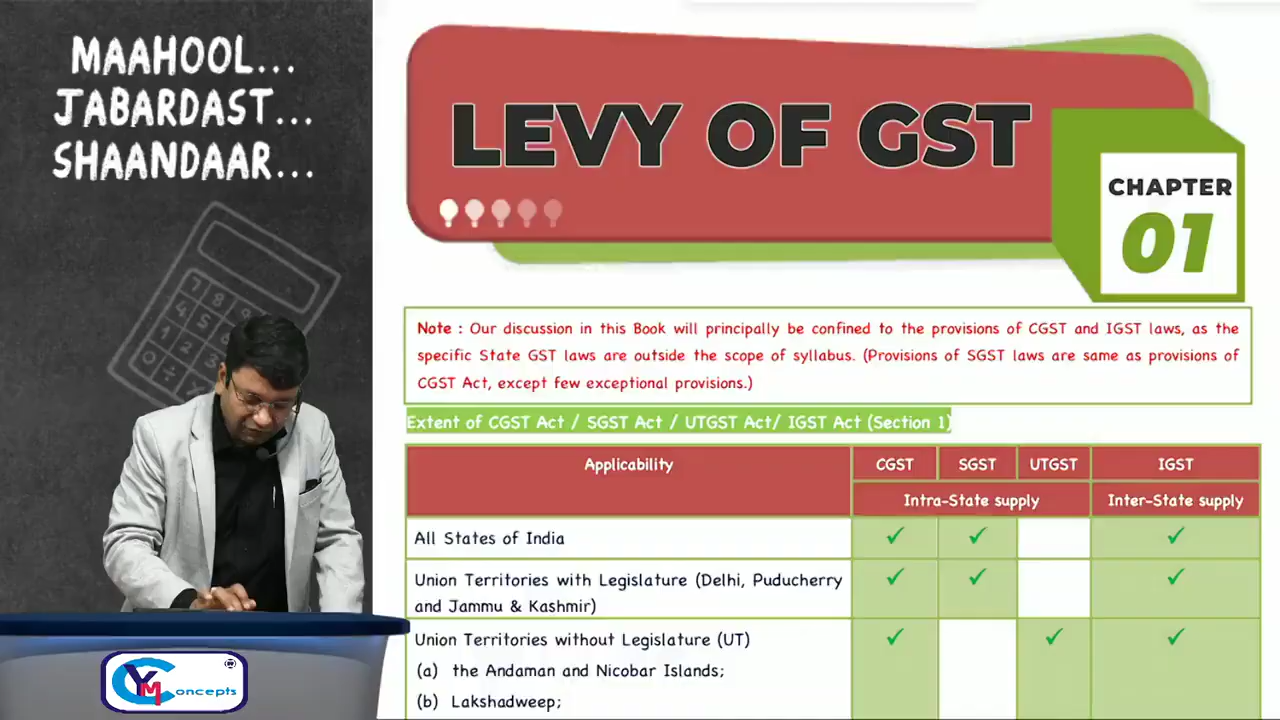 MAAHOOL...
JABARDAST...
SHAANDAAR...
LEVY OF GST
CHAPTER
01
Note : Our discussion in this Book will principally be confined to the provisions of CGST and IGST laws, as the
specific State GST laws are outside the scope of syllabus. (Provisions of SGST laws are same as provisions of
CGST Act, except few exceptional provisions.)
Extent of CGST Act / SGST Act / UTGST Act/ IGST Act (Section 1)
Applicability CGST SGST UTGST IGST
Intra-State supply Inter-State supply
All States of India ✓ ✓ ✓
Union Territories with Legislature (Delhi, Puducherry ✓ ✓ ✓
and Jammu & Kashmir)
Union Territories without Legislature (UT) ✓ ✓ ✓
(a) the Andaman and Nicobar Islands;
(b) Lakshadweep;
CYM Concepts